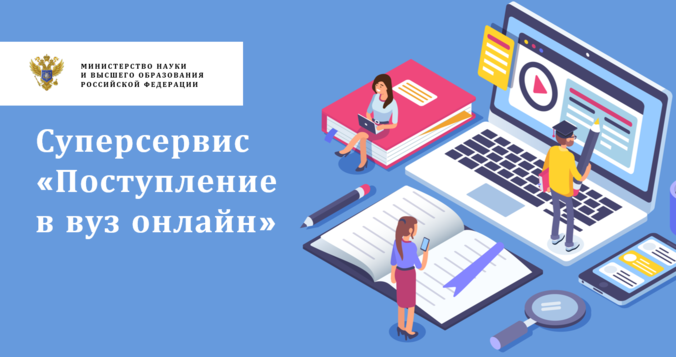 МИНИСТЕРСТВО НАУКИ
И ВЫСШЕГО ОБРАЗОВАНИЯ
РОССИЙСКОЙ ФЕДЕРАЦИИ
Суперсервис
«Поступление
в вуз онлайн»